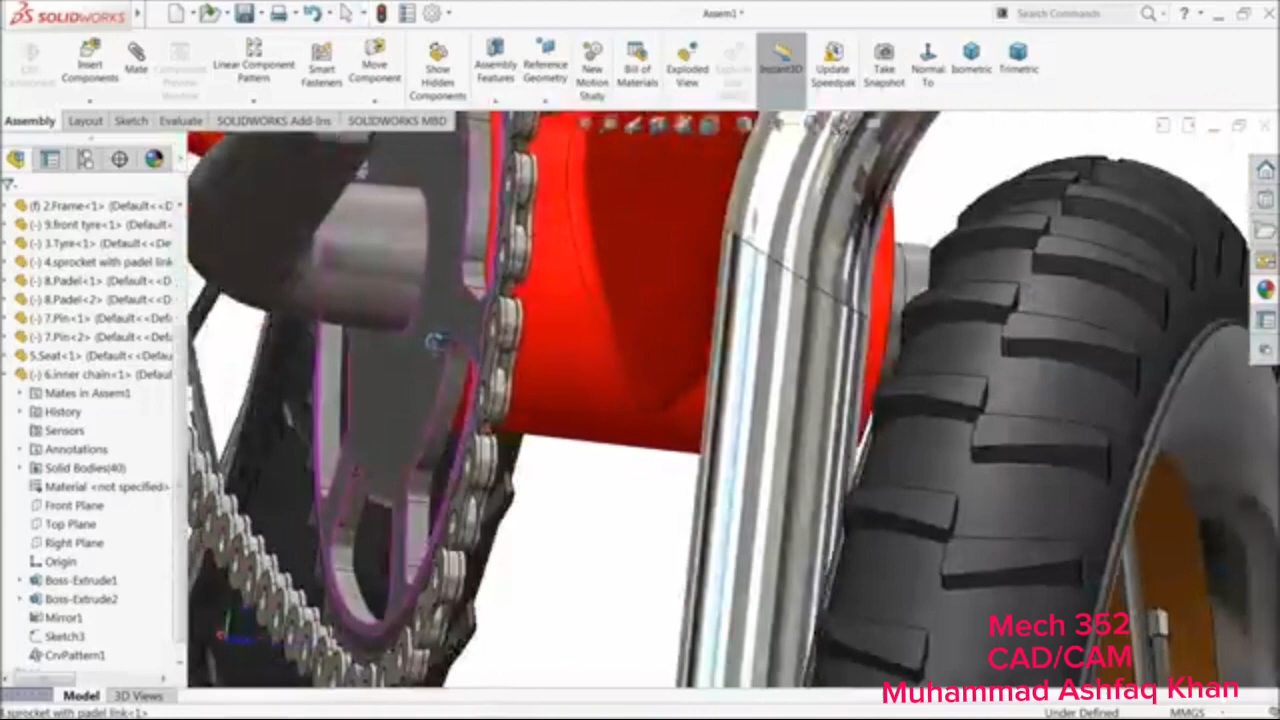 SOLIDWORKS
Assem1 *
Search Commands
Insert Components
Mate
Linear Component Pattern
Smart Fasteners
Move Component
Show Hidden Components
Assembly Features
Reference Geometry
New Motion Study
Bill of Materials
Exploded View
Instant3D
Update Speedpak
Take Snapshot
Normal To
Isometric
Trimetric
Assembly Layout Sketch Evaluate SOLIDWORKS Add-Ins SOLIDWORKS MBD
(f) 2.Frame<1> (Default<<D
(-) 9.front tyre<1> (Default<
(-) 3.Tyre<1> (Default<<De
(-) 4.sprocket with padel link
(-) 8.Padel<1> (Default<<D
(-) 8.Padel<2> (Default<<D
(-) 7.Pin<1> (Default<<Defa
(-) 7.Pin<2> (Default<<Defa
5.Seat<1> (Default<<Defau
(-) 6.inner chain<1> (Defaul
Mates in Assem1
History
Sensors
Annotations
Solid Bodies(40)
Material <not specified>
Front Plane
Top Plane
Right Plane
Origin
Boss-Extrude1
Boss-Extrude2
Mirror1
Sketch3
CrvPattern1
Mech 352
CAD/CAM
Muhammad Ashfaq Khan
Model 3D Views
sprocket with padel link<1>
Under Defined MMGS